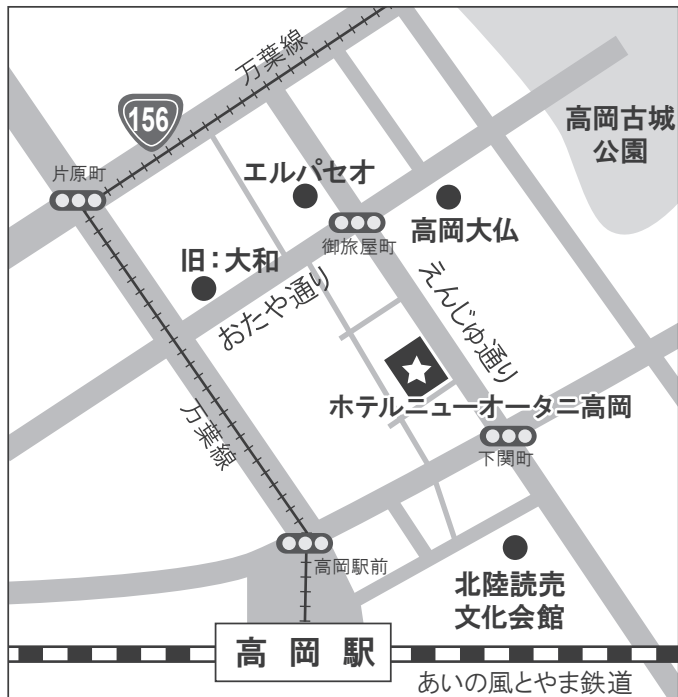 万葉線
156
高岡古城
公園
片原町
エルパセオ
御旅屋町
高岡大仏
旧：大和
おたや通り
えんじゅ通り
ホテルニューオータニ高岡
万葉線
下関町
高岡駅前
北陸読売
文化会館
高岡駅
あいの風とやま鉄道